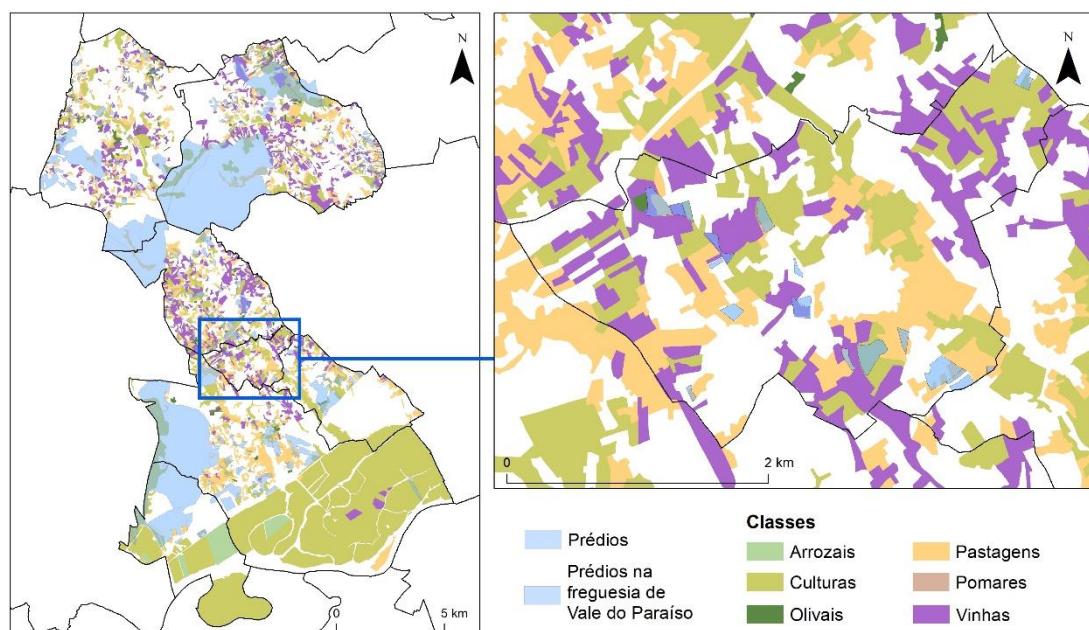 N
N
0
5 km
0
2 km
Prédios
Prédios na
freguesia de
Vale do Paraíso
Classes
Arrozais
Culturas
Olivais
Pastagens
Pomares
Vinhas